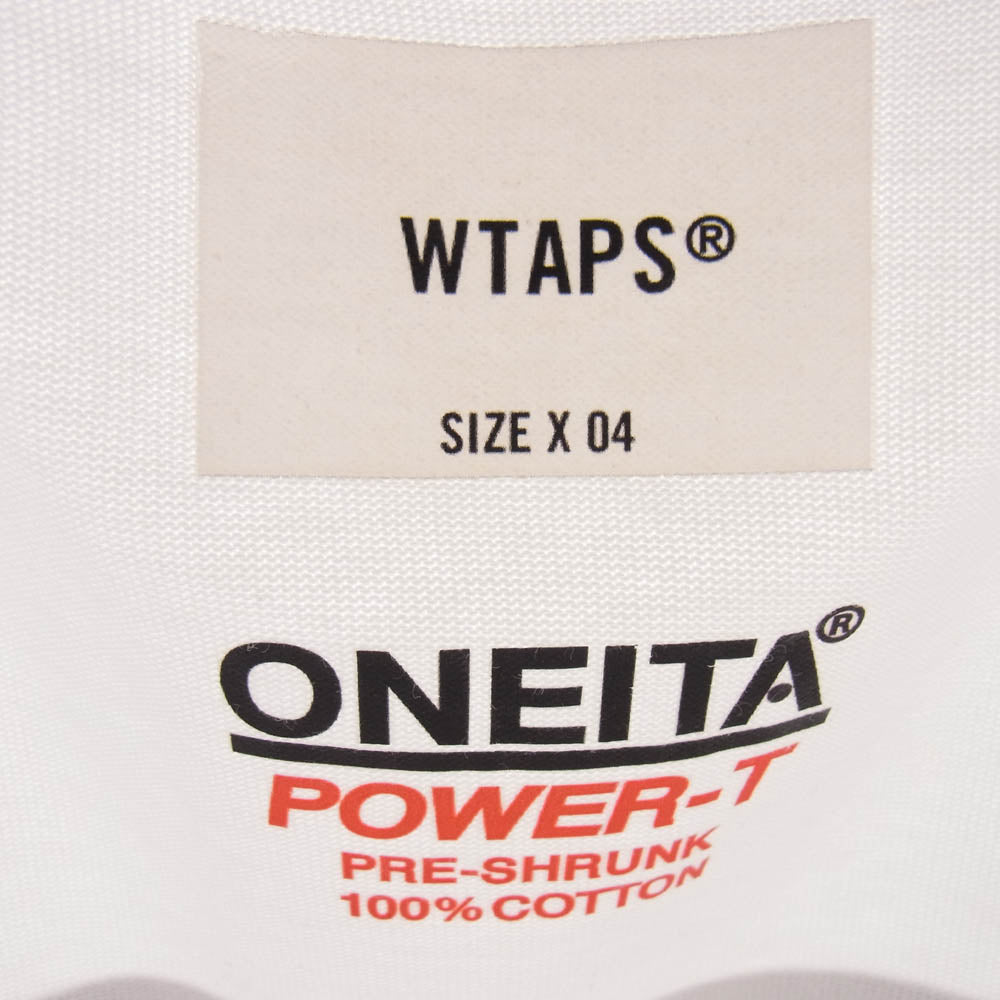 WTAPS®
SIZE X 04
ONEITA®
POWER-T
PRE-SHRUNK
100% COTTON